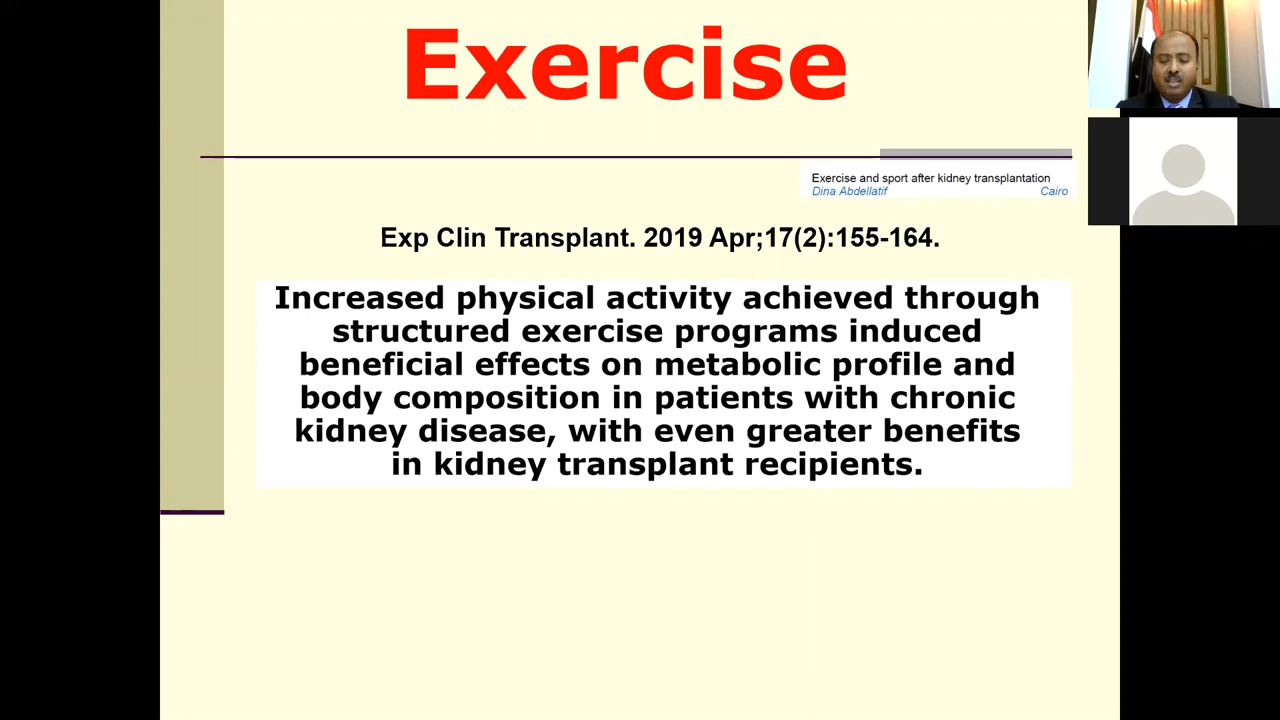 Exercise
Exercise and sport after kidney transplantation
Dina Abdellatif Cairo
Exp Clin Transplant. 2019 Apr;17(2):155-164.
Increased physical activity achieved through
structured exercise programs induced
beneficial effects on metabolic profile and
body composition in patients with chronic
kidney disease, with even greater benefits
in kidney transplant recipients.